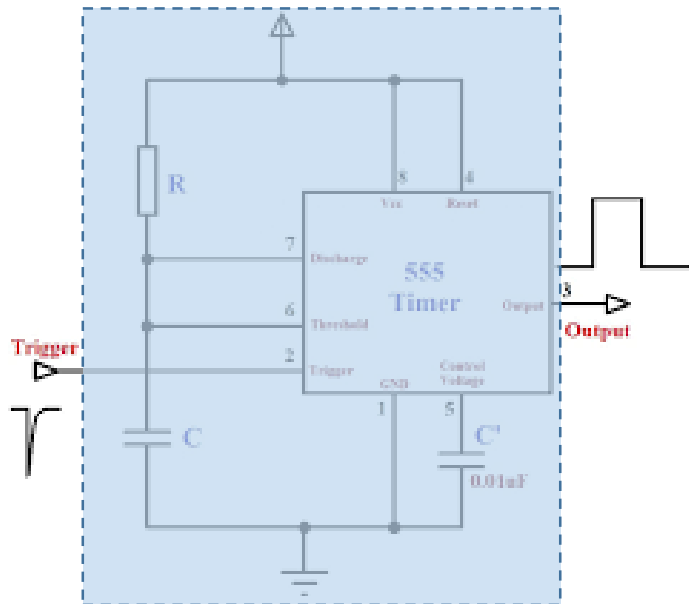 R
8
4
Vcc
Reset
7
Discharge
555
Timer
3
Output
Output
6
Threshold
Trigger
2
Trigger
Control
Voltage
GND
1
5
C
C'
0.01uF